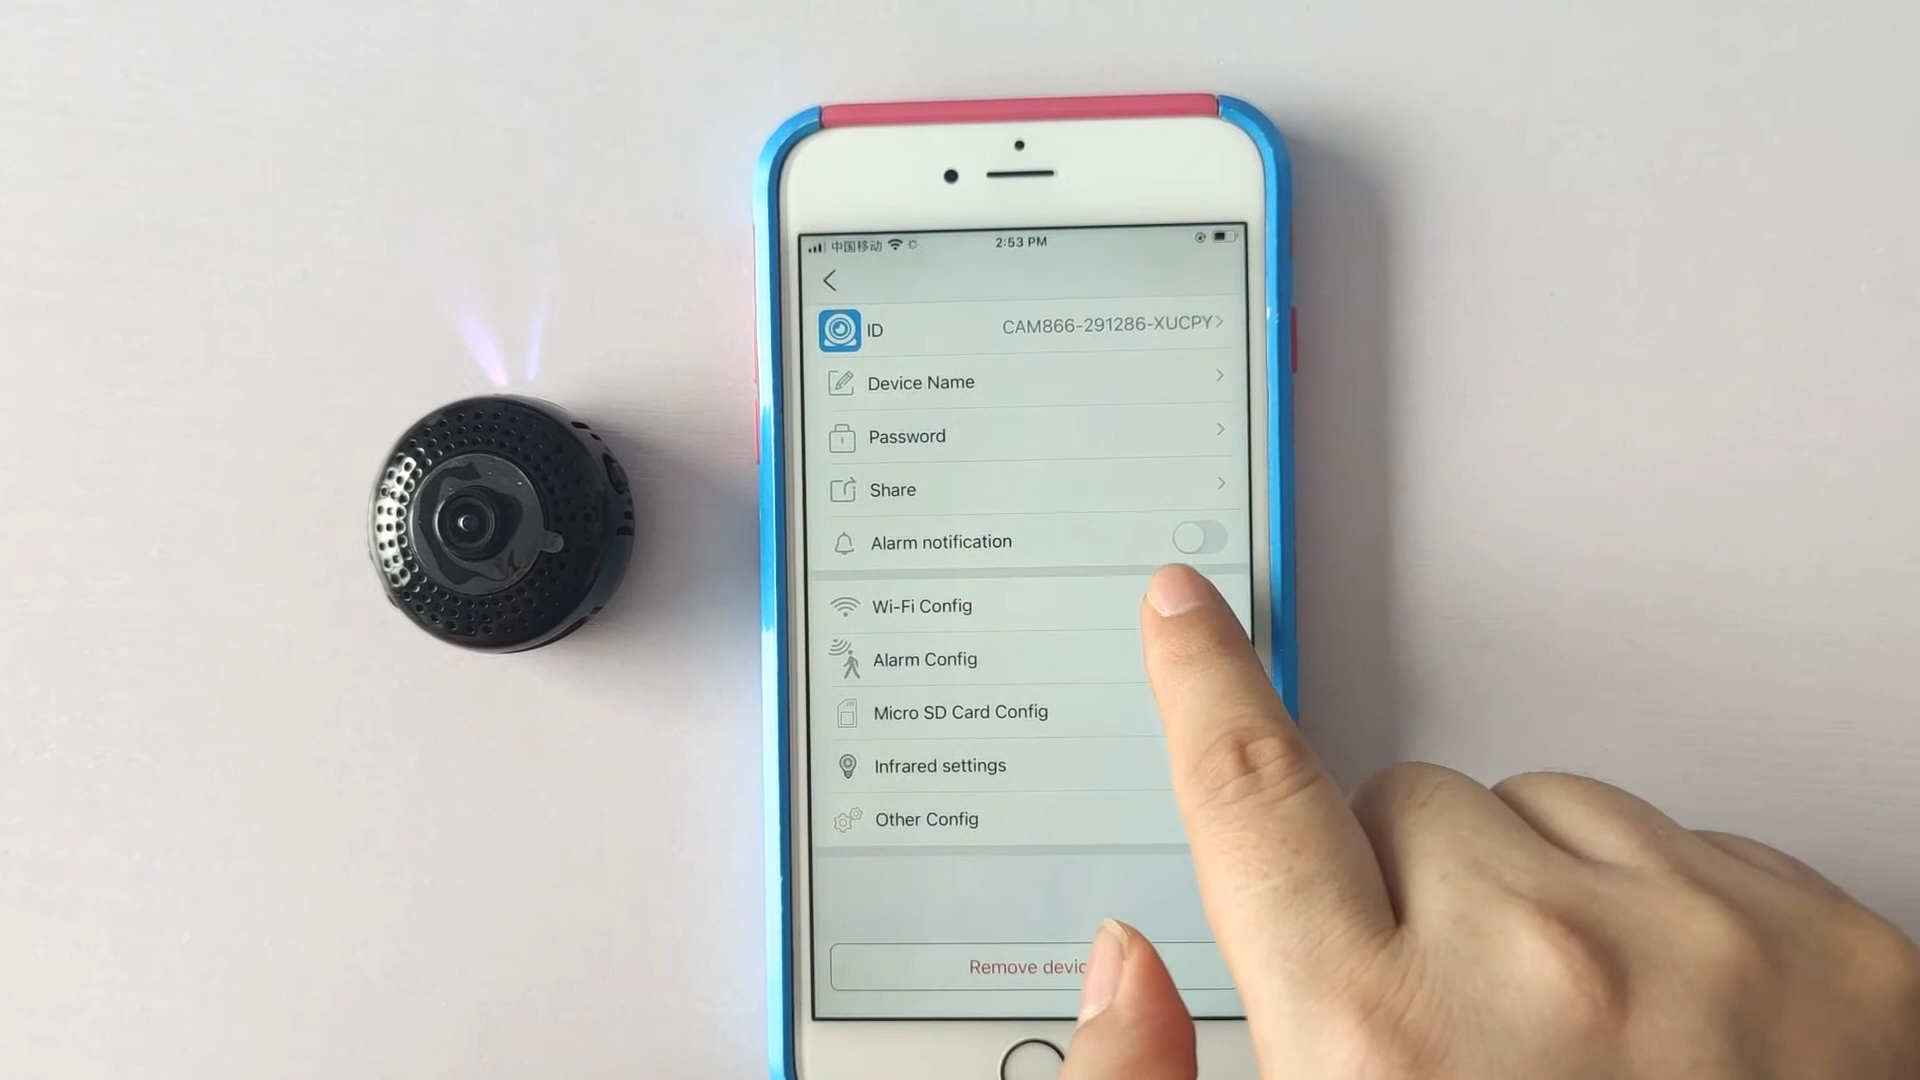 中国移动 2:53 PM
ID CAM866-291286-XUCPY
Device Name
Password
Share
Alarm notification
Wi-Fi Config
Alarm Config
Micro SD Card Config
Infrared settings
Other Config
Remove devic